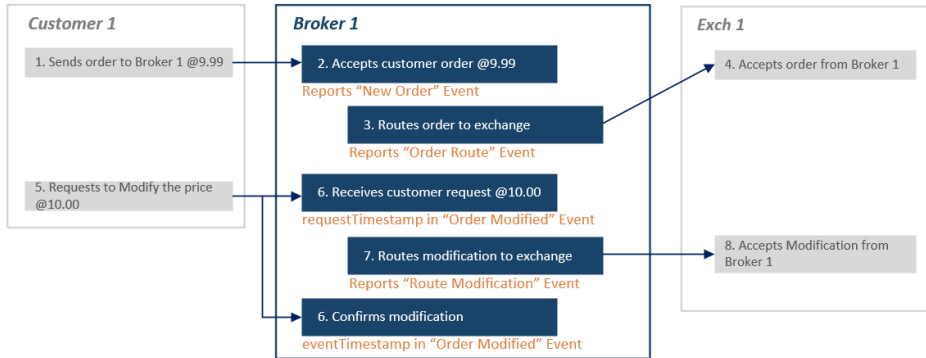 Customer 1
1. Sends order to Broker 1 @9.99
5. Requests to Modify the price
@10.00
Broker 1
2. Accepts customer order @9.99
Reports “New Order” Event
3. Routes order to exchange
Reports “Order Route” Event
6. Receives customer request @10.00
requestTimestamp in “Order Modified” Event
7. Routes modification to exchange
Reports “Route Modification” Event
6. Confirms modification
eventTimestamp in “Order Modified” Event
Exch 1
4. Accepts order from Broker 1
8. Accepts Modification from
Broker 1